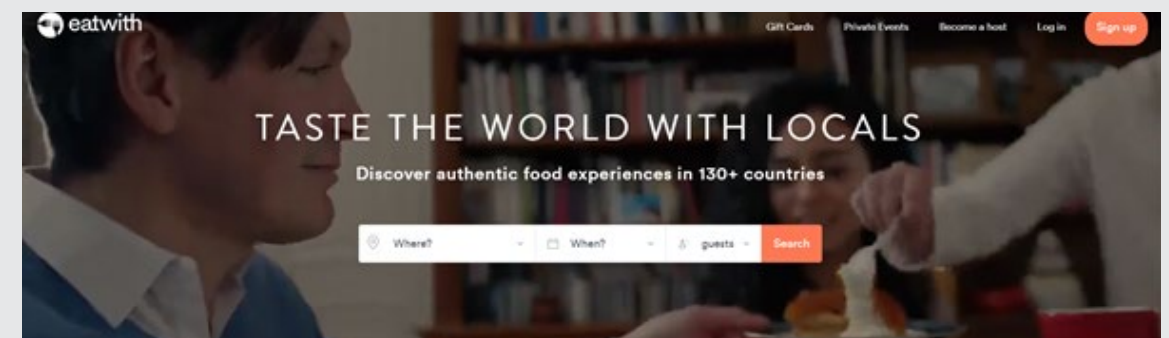 eatwith
Gift Cards Private Events Become a host Log in Sign up
TASTE THE WORLD WITH LOCALS
Discover authentic food experiences in 130+ countries
Where? When? guests Search